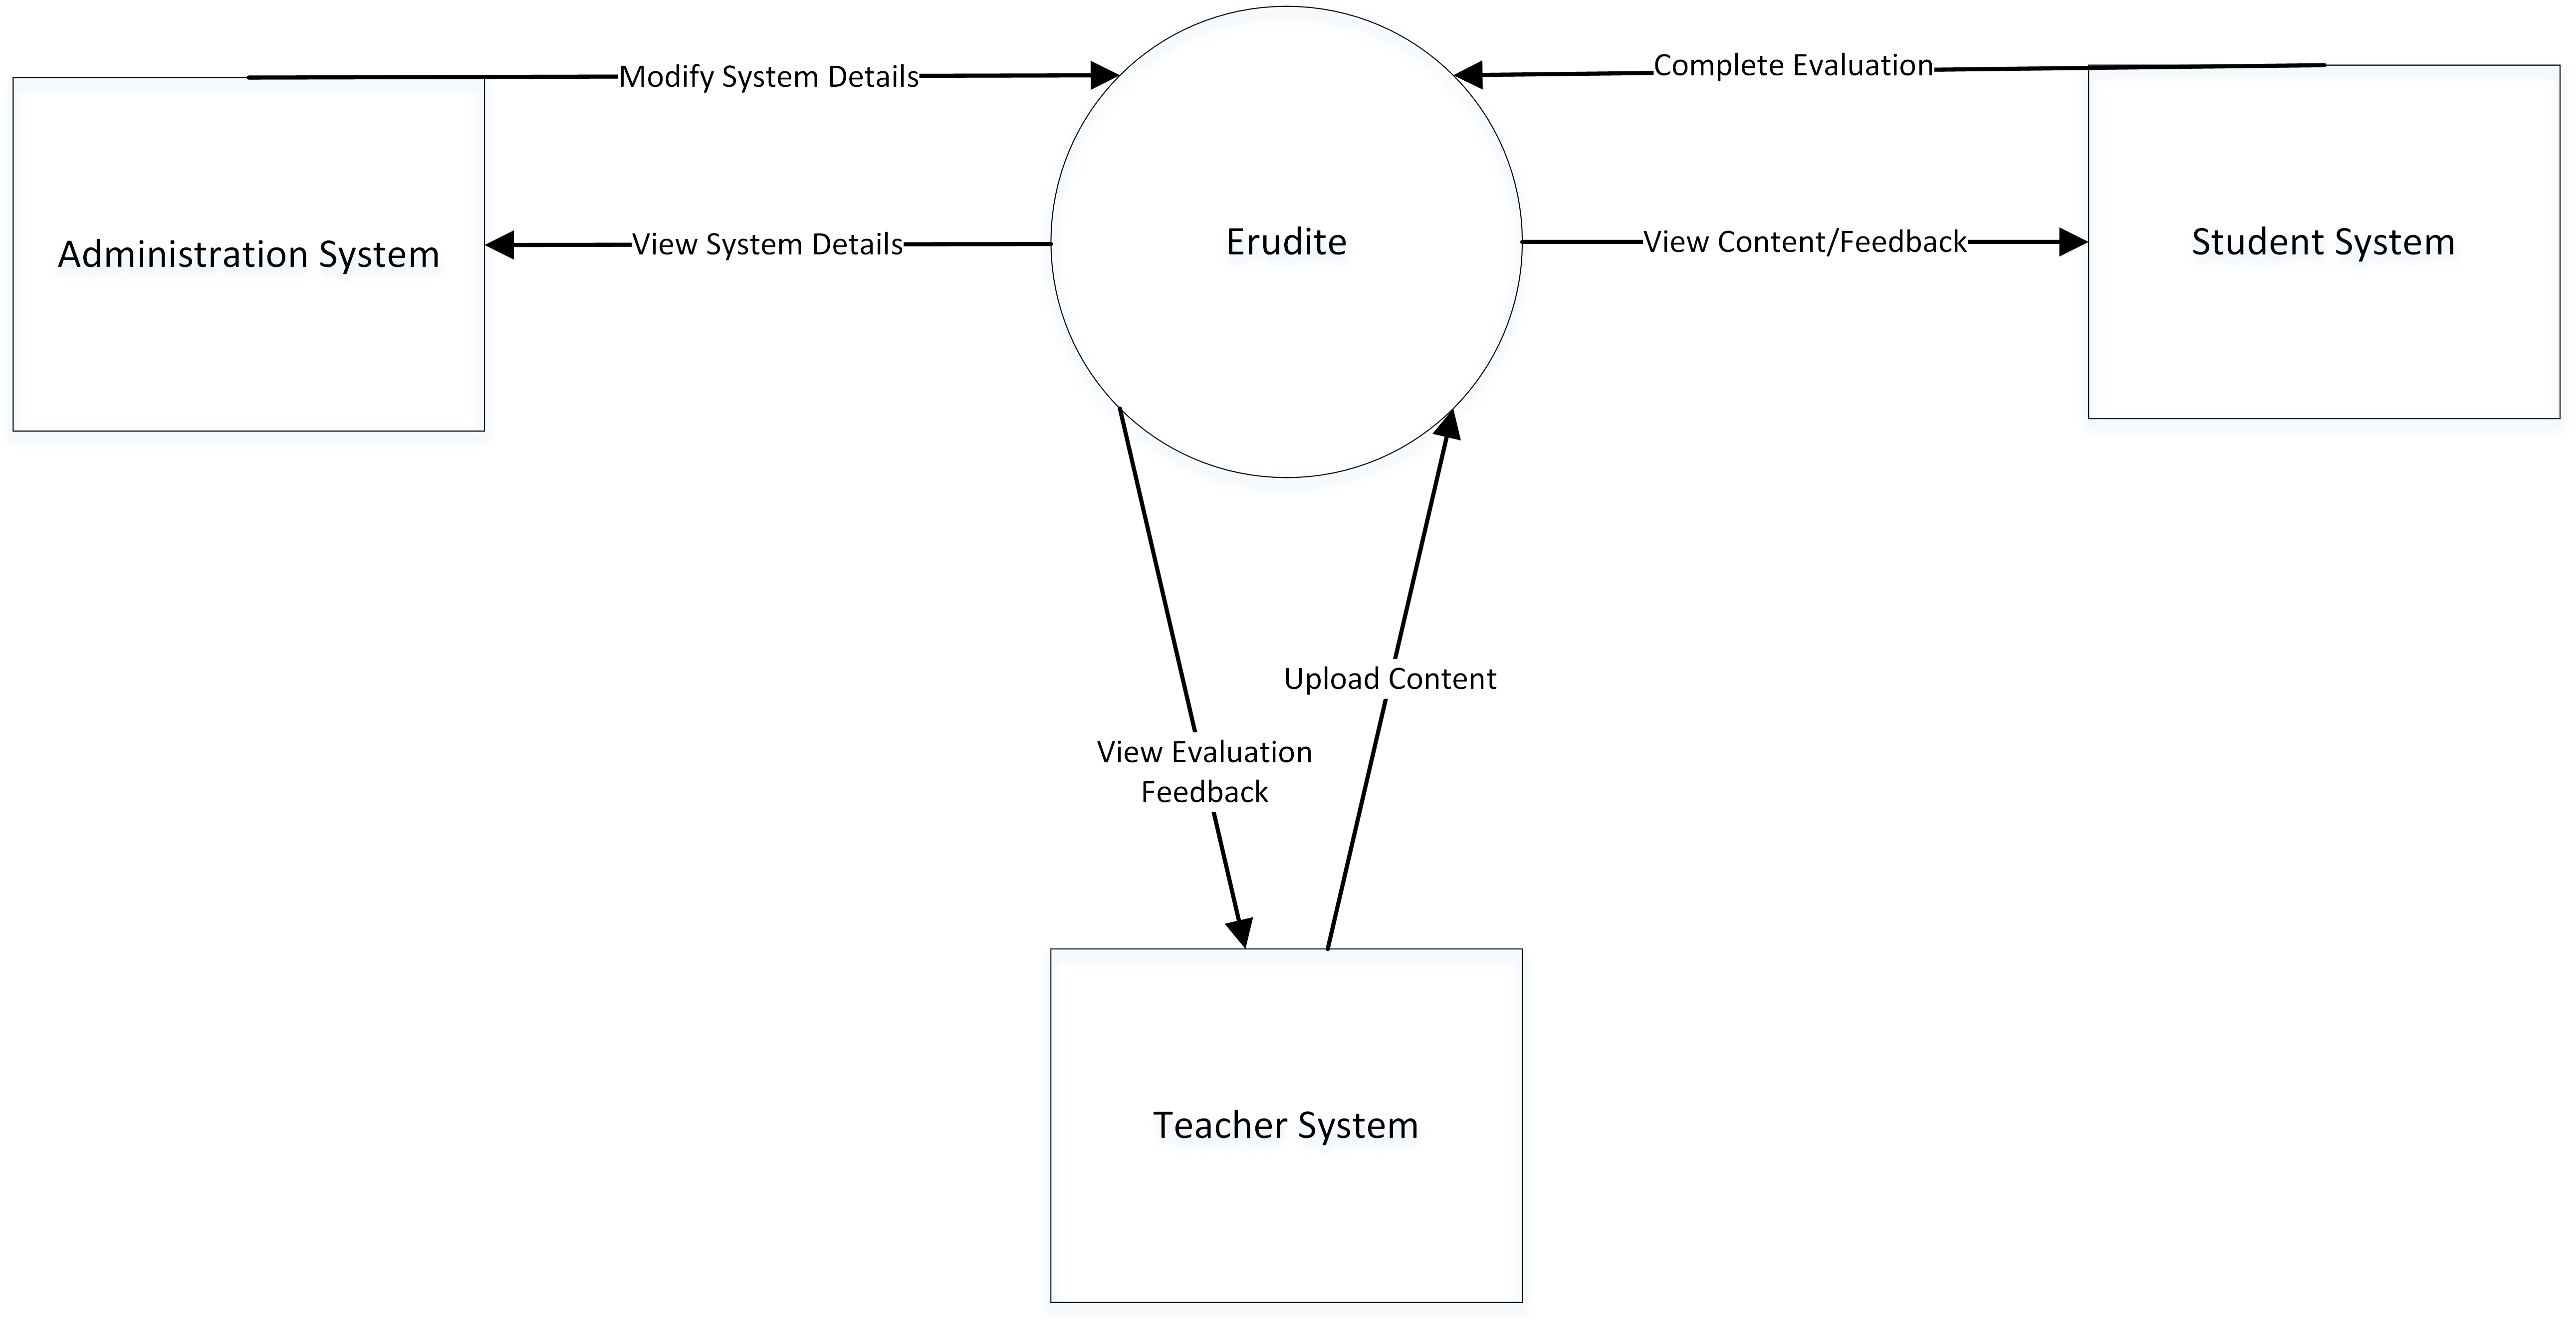 Modify System Details
Complete Evaluation
Administration System
View System Details
Erudite
View Content/Feedback
Student System
Upload Content
View Evaluation
Feedback
Teacher System